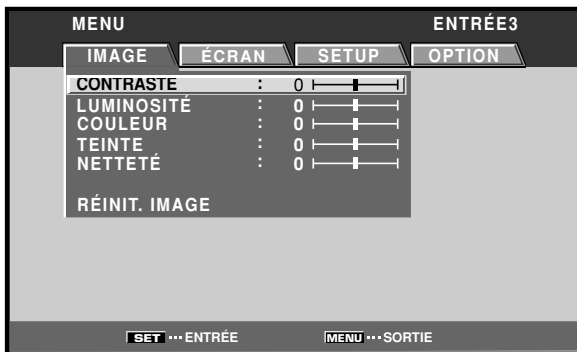 MENU ENTRÉE3
IMAGE ÉCRAN SETUP OPTION
CONTRASTE : 0
LUMINOSITÉ : 0
COULEUR : 0
TEINTE : 0
NETTETÉ : 0
RÉINIT. IMAGE
SET ··· ENTRÉE MENU ··· SORTIE